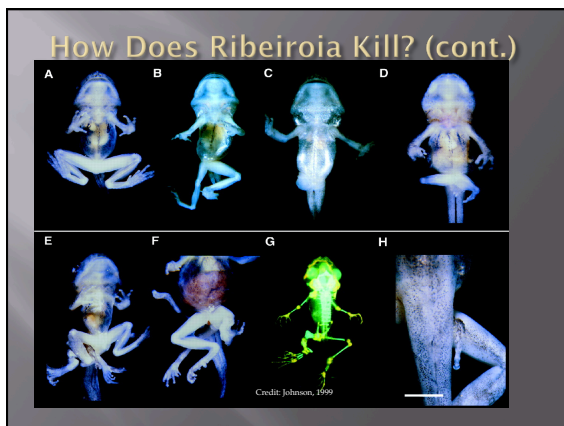 How Does Ribeiroia Kill? (cont.)
A B C D
E F G H
Credit: Johnson, 1999